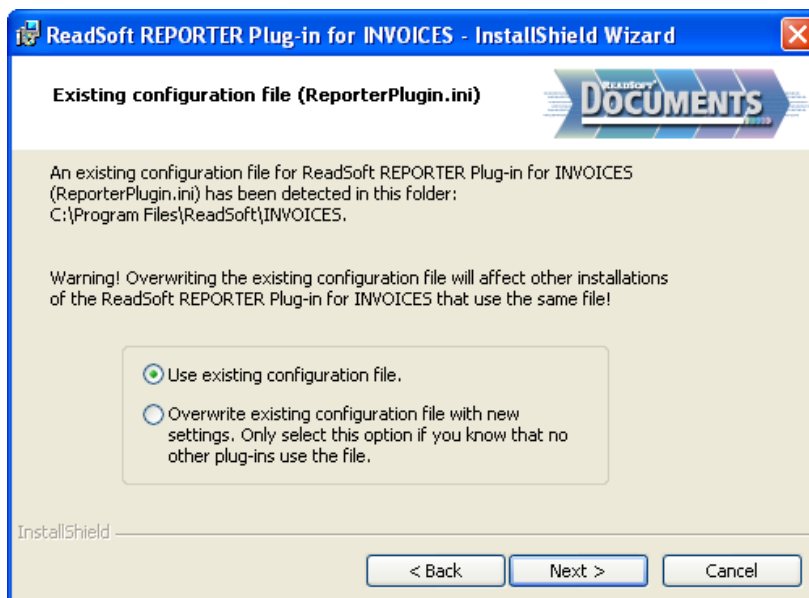 ReadSoft REPORTER Plug-in for INVOICES - InstallShield Wizard
Existing configuration file (ReporterPlugin.ini)
READSOFT
DOCUMENTS
An existing configuration file for ReadSoft REPORTER Plug-in for INVOICES
(ReporterPlugin.ini) has been detected in this folder:
C:\Program Files\ReadSoft\INVOICES.
Warning! Overwriting the existing configuration file will affect other installations
of the ReadSoft REPORTER Plug-in for INVOICES that use the same file!
Use existing configuration file.
Overwrite existing configuration file with new
settings. Only select this option if you know that no
other plug-ins use the file.
InstallShield
< Back
Next >
Cancel